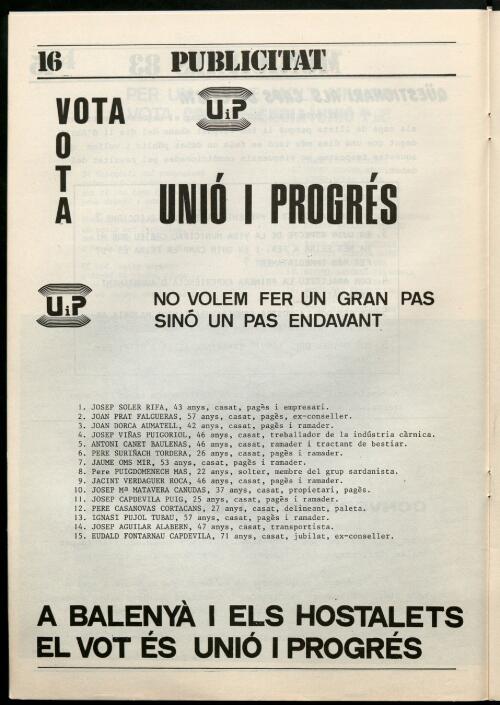 16 PUBLICITAT
VOTA
VOTA
UiP
UNIÓ I PROGRÉS
UiP
NO VOLEM FER UN GRAN PAS
SINÓ UN PAS ENDAVANT
1. JOSEP SOLER RIFA, 43 anys, casat, pagès i empresari.
2. JOAN PRAT FALGUERAS, 57 anys, casat, pagès, ex-conseller.
3. JOAN DORCA AUMATELL, 42 anys, casat, pagès i ramader.
4. JOSEP VIÑAS PUIGORIOL, 46 anys, casat, treballador de la indústria càrnica.
5. ANTONI CANET BAULENAS, 46 anys, casat, ramader i tractant de bestiar.
6. PERE SURIÑACH TORDERA, 26 anys, casat, pagès i ramader.
7. JAUME OMS MIR, 53 anys, casat, pagès i ramader.
8. Pere PUIGDOMENECH MAS, 22 anys, solter, membre del grup sardanista.
9. JACINT VERDAGUER ROCA, 46 anys, casat, pagès i ramader.
10. JOSEP Mª MATAVERA CANUDAS, 37 anys, casat, propietari, pagès.
11. JOSEP CAPDEVILA PUIG, 25 anys, casat, pagès i ramader.
12. PERE CASANOVAS CORTACANS, 27 anys, casat, delineant, paleta.
13. IGNASI PUJOL TUBAU, 57 anys, casat, pagès i ramader.
14. JOSEP AGUILAR ALABERN, 47 anys, casat, transportista.
15. EUDALD FONTARNAU CAPDEVILA, 71 anys, casat, jubilat, ex-conseller.
A BALENYÀ I ELS HOSTALETS
EL VOT ÉS UNIÓ I PROGRÉS